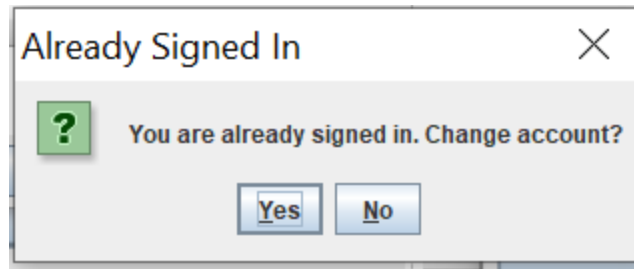 Already Signed In
You are already signed in. Change account?
Yes
No